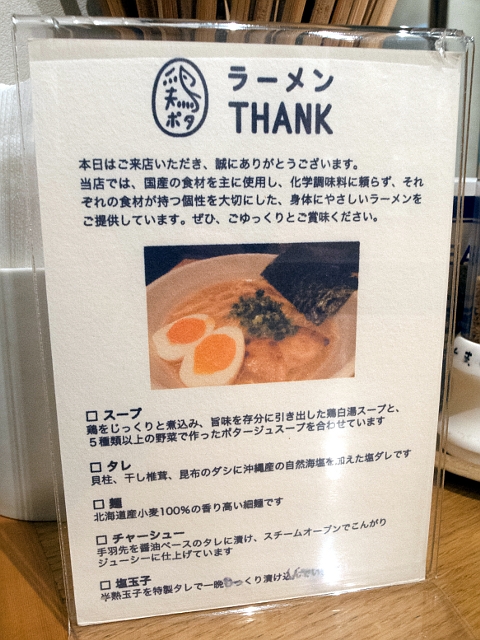 鶏ポタ
ラーメン
THANK
本日はご来店いただき、誠にありがとうございます。
当店では、国産の食材を主に使用し、化学調味料に頼らず、それ
ぞれの食材が持つ個性を大切にした、身体にやさしいラーメンを
ご提供しています。ぜひ、ごゆっくりとご賞味ください。
□ スープ
鶏をじっくりと煮込み、旨味を存分に引き出した鶏白湯スープと、
5種類以上の野菜で作ったポタージュスープを合わせています
□ タレ
貝柱、干し椎茸、昆布のダシに沖縄産の自然海塩を加えた塩ダレです
□ 麺
北海道産小麦100%の香り高い細麺です
□ チャーシュー
手羽先を醤油ベースのタレに漬け、スチームオーブンでこんがり
ジューシーに仕上げています
□ 塩玉子
半熟玉子を特製タレで一晩じっくり漬け込んでい